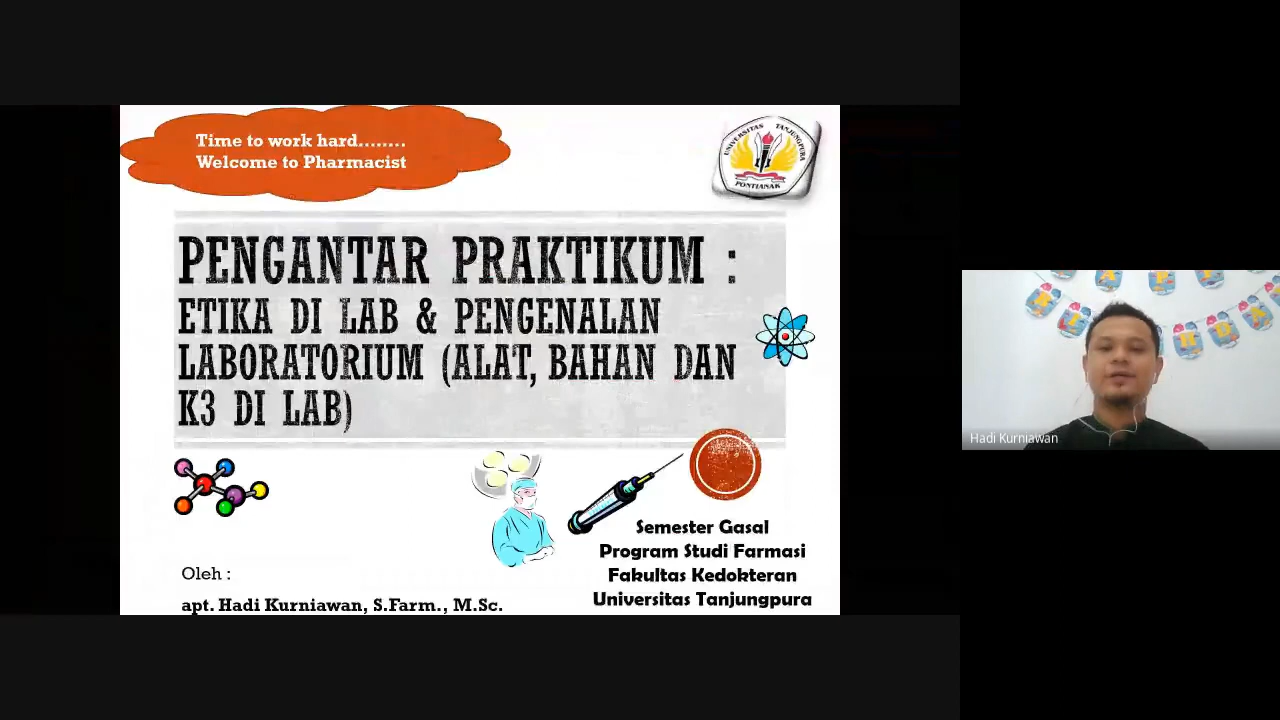 Time to work hard........
Welcome to Pharmacist
UNIVERSITAS TANJUNGPURA
PONTIANAK
PENGANTAR PRAKTIKUM :
ETIKA DI LAB & PENGENALAN
LABORATORIUM (ALAT, BAHAN DAN
K3 DI LAB)
Semester Gasal
Program Studi Farmasi
Fakultas Kedokteran
Universitas Tanjungpura
Oleh :
apt. Hadi Kurniawan, S.Farm., M.Sc.
Hadi Kurniawan